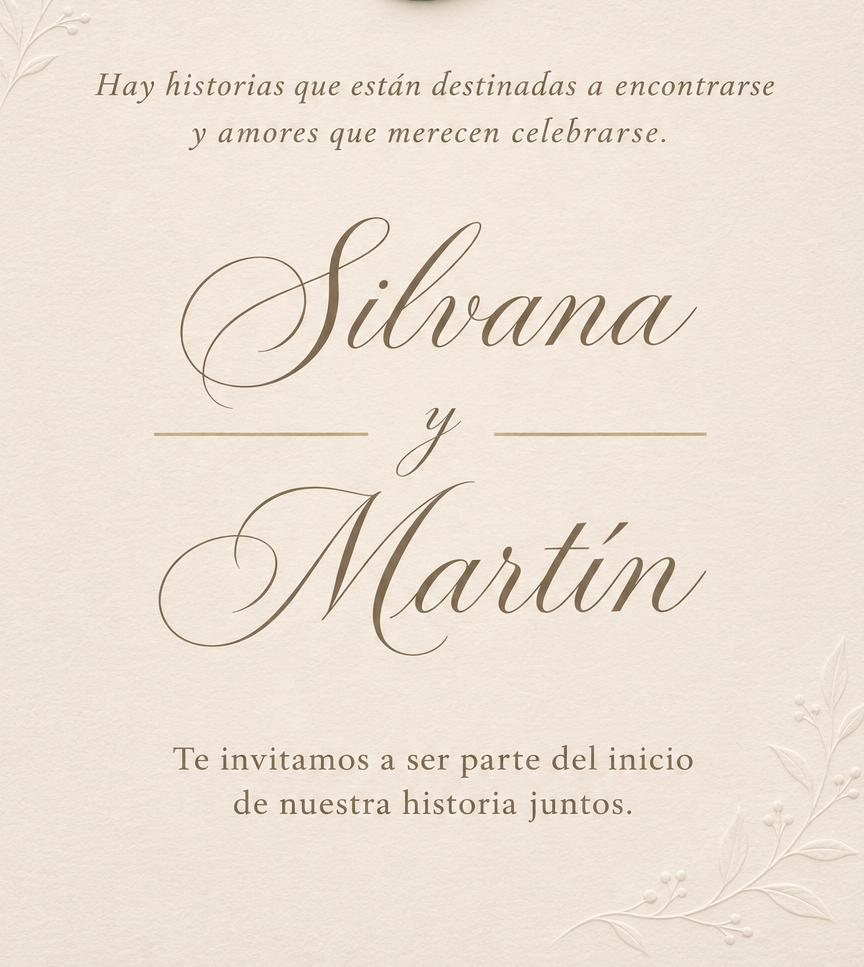 Hay historias que están destinadas a encontrarse
y amores que merecen celebrarse.
Silvana
y
Martín
Te invitamos a ser parte del inicio
de nuestra historia juntos.